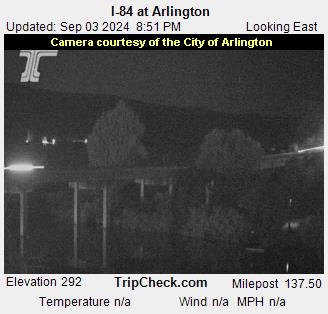 I-84 at Arlington
Updated: Sep 03 2024 8:51 PM Looking East
Camera courtesy of the City of Arlington
Elevation 292 TripCheck.com Milepost 137.50
Temperature n/a Wind n/a MPH n/a